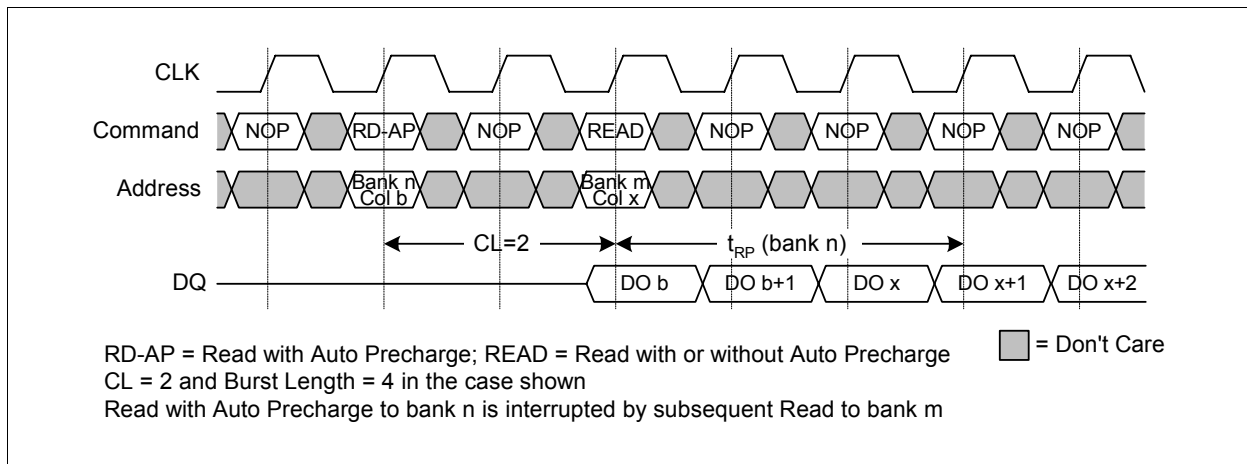 CLK
Command NOP RD-AP NOP READ NOP NOP NOP NOP
Address Bank n Col b Bank m Col x
CL=2 tRP (bank n)
DQ DO b DO b+1 DO x DO x+1 DO x+2
RD-AP = Read with Auto Precharge; READ = Read with or without Auto Precharge
= Don't Care
CL = 2 and Burst Length = 4 in the case shown
Read with Auto Precharge to bank n is interrupted by subsequent Read to bank m